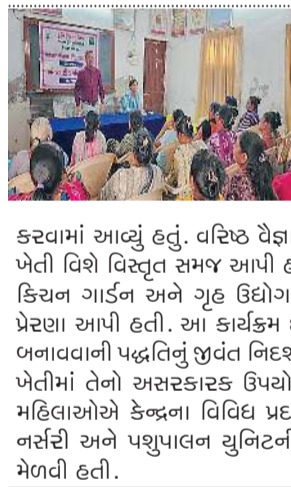 કરવામાં આવ્યું હતું. વરિષ્ઠ
ખેતી વિશે વિસ્તૃત સમજ આપી
કિચન ગાર્ડન અને ગૃહ
પ્રેરણા આપી હતી. આ કાર્યક્રમ
બનાવવાની પદ્ધતિનું જીવંત
ખેતીમાં તેનો અસરકારક
મહિલાઓએ કેન્દ્રના વિવિધ
નર્સરી અને પશુપાલન યુનિટની
મેળવી હતી.